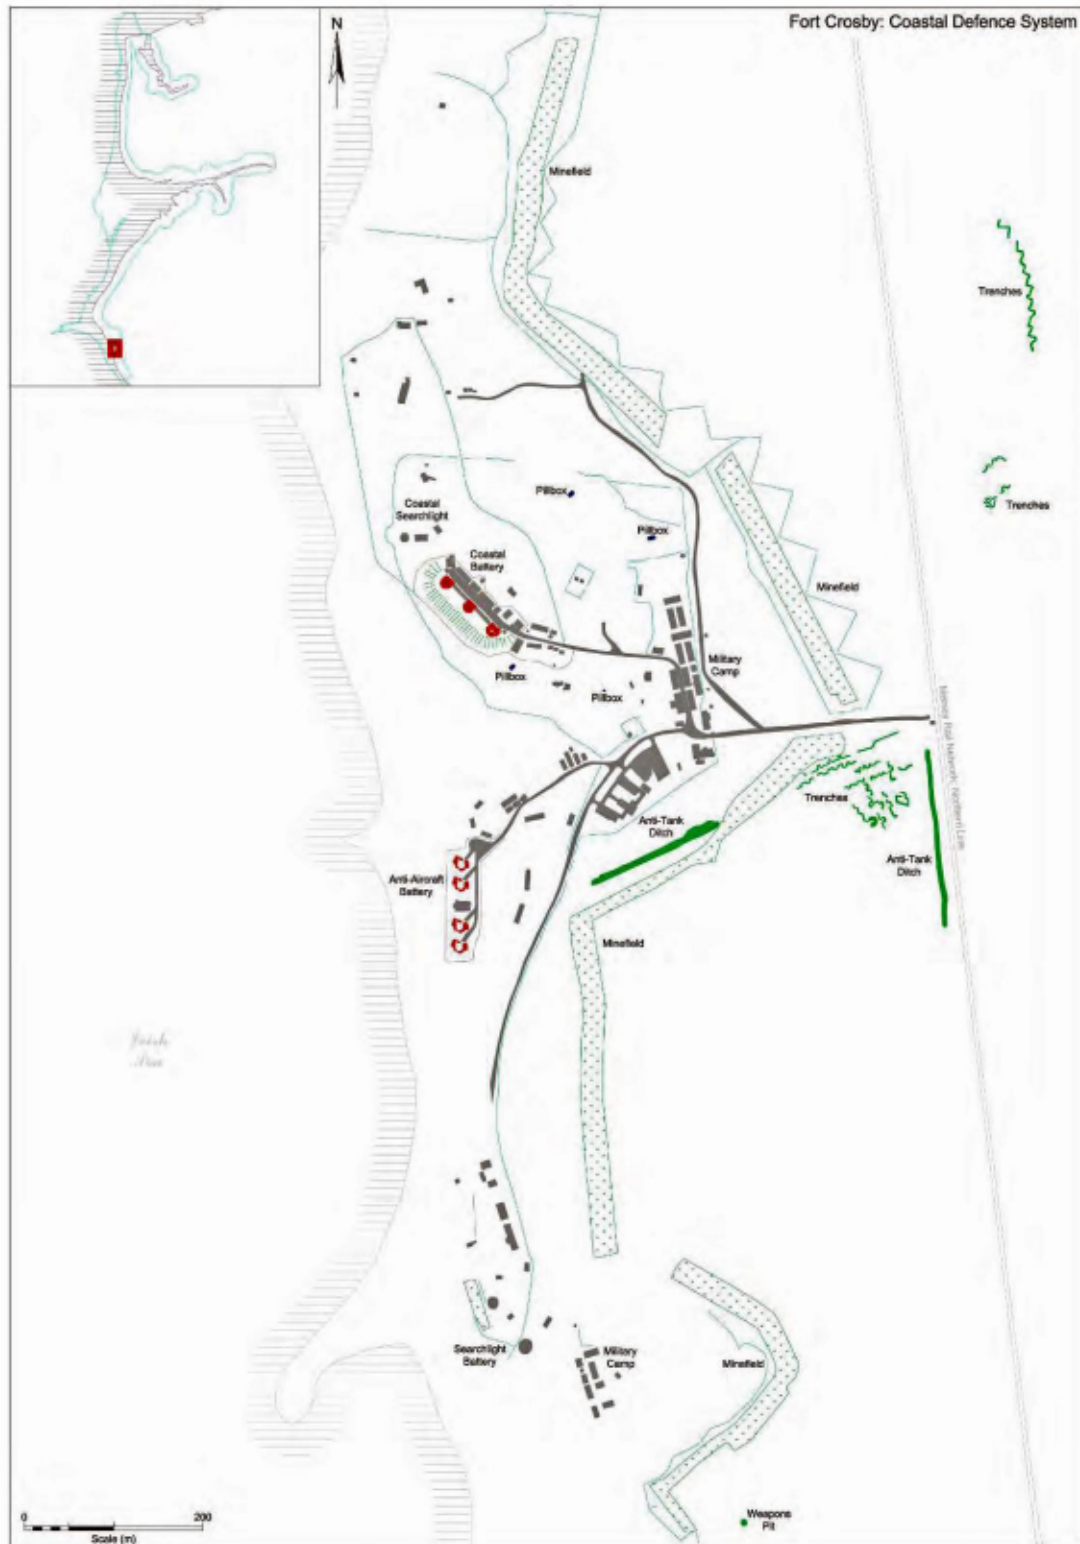 Fort Crosby: Coastal Defence System
N
Minefield
Trenches
Pillbox
Trenches
Coastal
Searchlight
Pillbox
Coastal
Battery
Minefield
Military
Camp
Pillbox
Pillbox
Trenches
Anti-Tank
Ditch
Anti-Tank
Ditch
Anti-Aircraft
Battery
Minefield
Irish
Sea
Searchlight
Battery
Military
Camp
Minefield
Weapons
Pit
0 200
Scale (m)